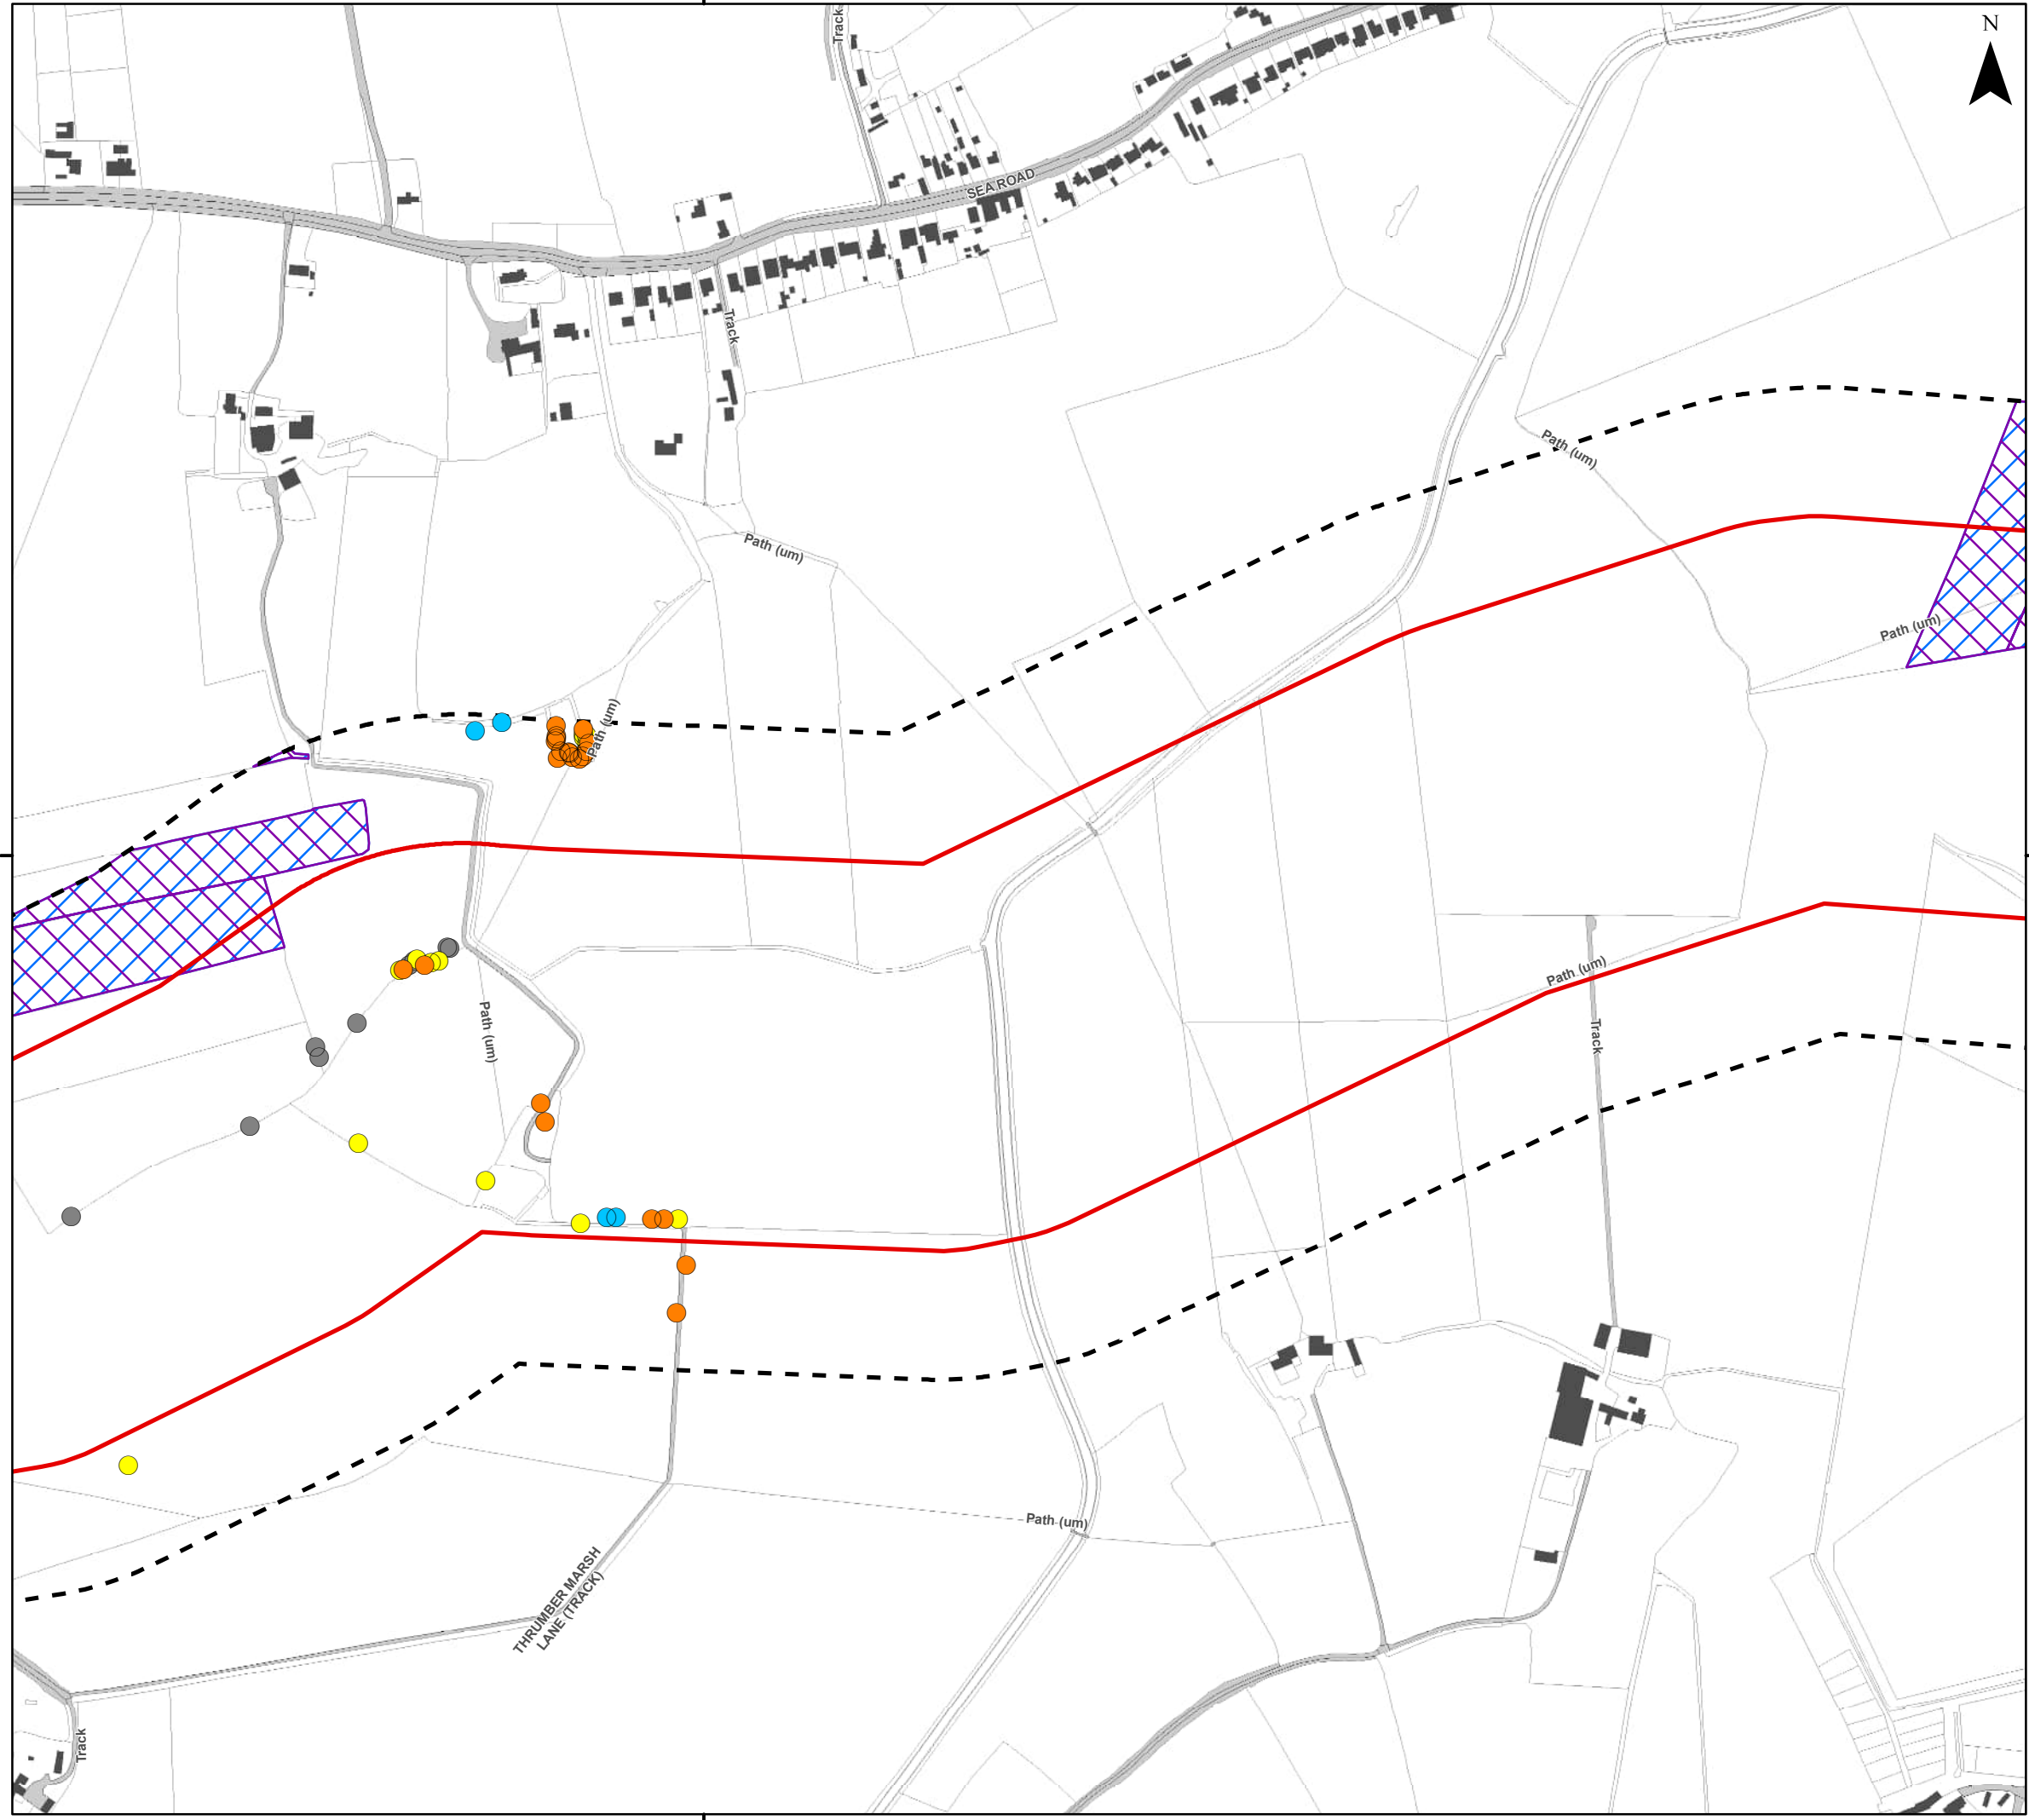 N
Track
SEA ROAD
Track
Path (um)
Path (um)
Path (um)
Path (um)
Path (um)
Path (um)
Track
Path (um)
THRUMBER MARSH
LANE (TRACK)
Track